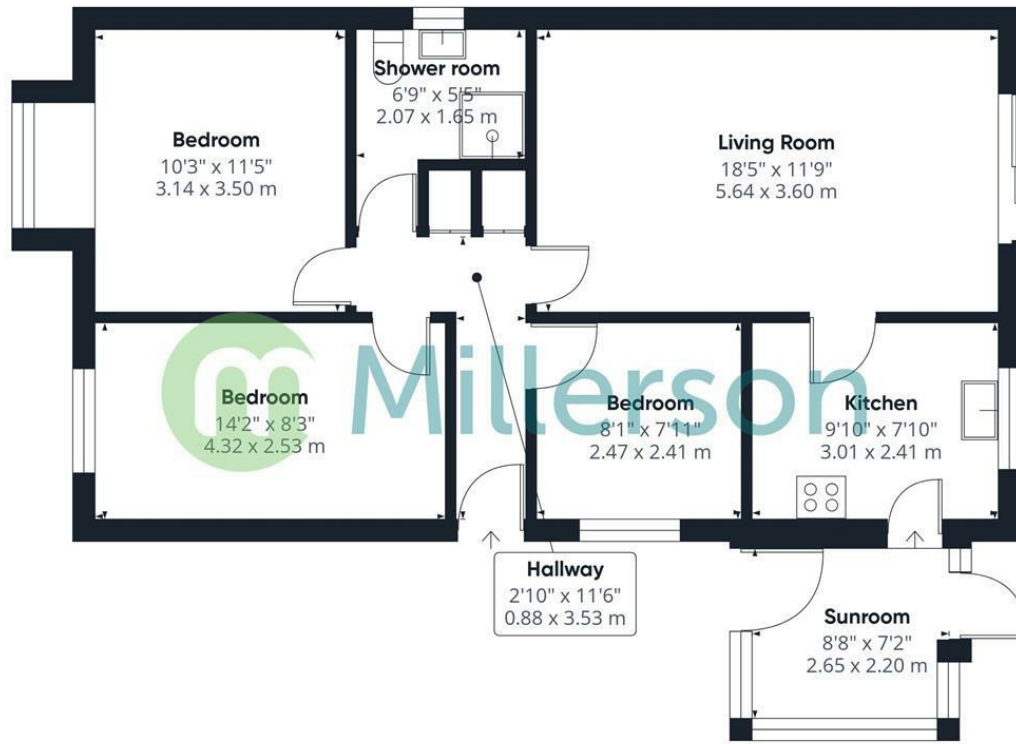 Shower room
6'9" x 5'5"
2.07 x 1.65 m
Bedroom
10'3" x 11'5"
3.14 x 3.50 m
Living Room
18'5" x 11'9"
5.64 x 3.60 m
m Millerson
Bedroom
14'2" x 8'3"
4.32 x 2.53 m
Bedroom
8'1" x 7'11"
2.47 x 2.41 m
Kitchen
9'10" x 7'10"
3.01 x 2.41 m
Hallway
2'10" x 11'6"
0.88 x 3.53 m
Sunroom
8'8" x 7'2"
2.65 x 2.20 m